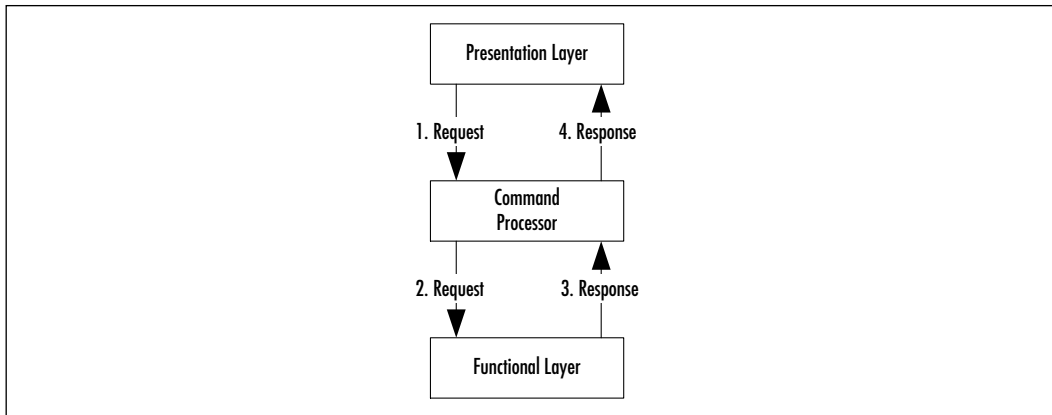 Presentation Layer
1. Request
4. Response
Command
Processor
2. Request
3. Response
Functional Layer